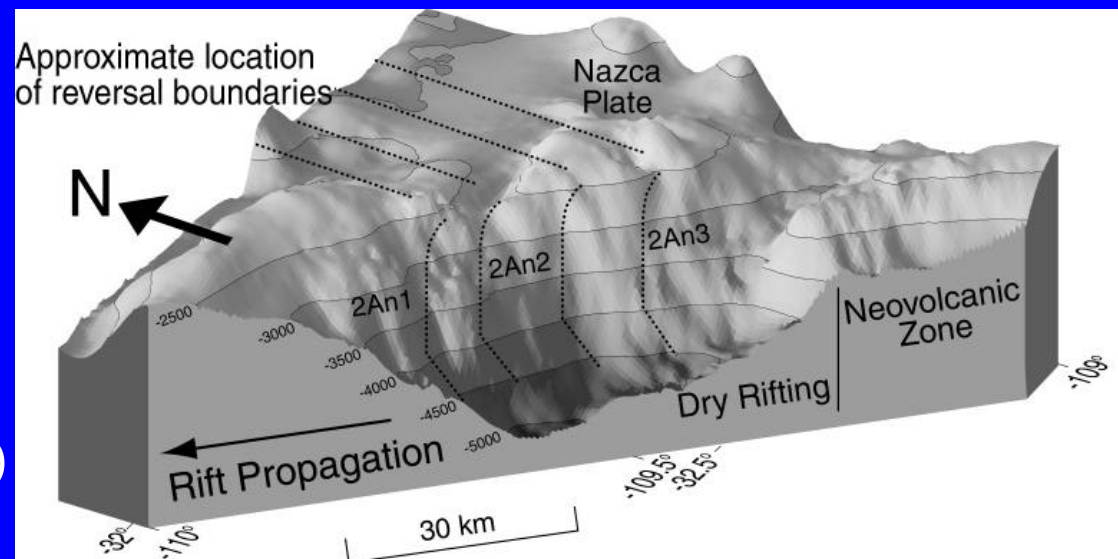 Approximate location
of reversal boundaries
Nazca
Plate
N
2An1
2An2
2An3
-2500
-3000
-3500
-4000
-4500
-5000
Neovolcanic
Zone
Dry Rifting
Rift Propagation
-109°
-109.5°
-32.5°
-32°
-110°
30 km